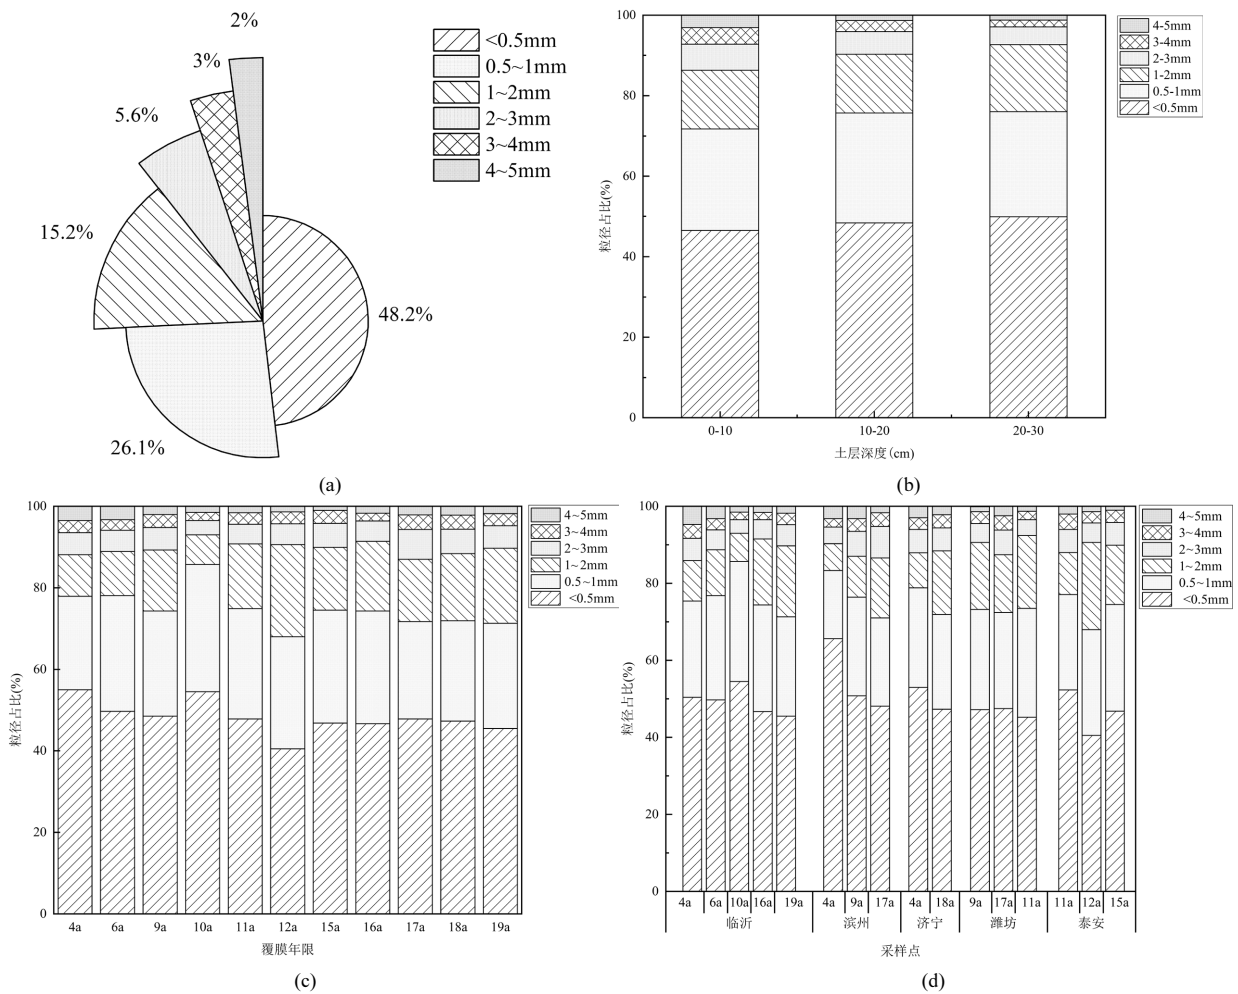 2%
3%
5.6%
15.2%
48.2%
26.1%
<0.5mm
0.5~1mm
1~2mm
2~3mm
3~4mm
4~5mm
(a)
100
80
60
40
20
0
粒径占比(%)
0-10
10-20
20-30
土层深度(cm)
4-5mm
3-4mm
2-3mm
1-2mm
0.5-1mm
<0.5mm
(b)
100
80
60
40
20
0
粒径占比(%)
4a 6a 9a 10a 11a 12a 15a 16a 17a 18a 19a
覆膜年限
4~5mm
3~4mm
2~3mm
1~2mm
0.5~1mm
<0.5mm
(c)
100
80
60
40
20
0
粒径占比(%)
4a 6a 10a 16a 19a 4a 9a 17a 4a 18a 9a 17a 11a 11a 12a 15a
临沂 滨州 济宁 潍坊 泰安
采样点
4~5mm
3~4mm
2~3mm
1~2mm
0.5~1mm
<0.5mm
(d)